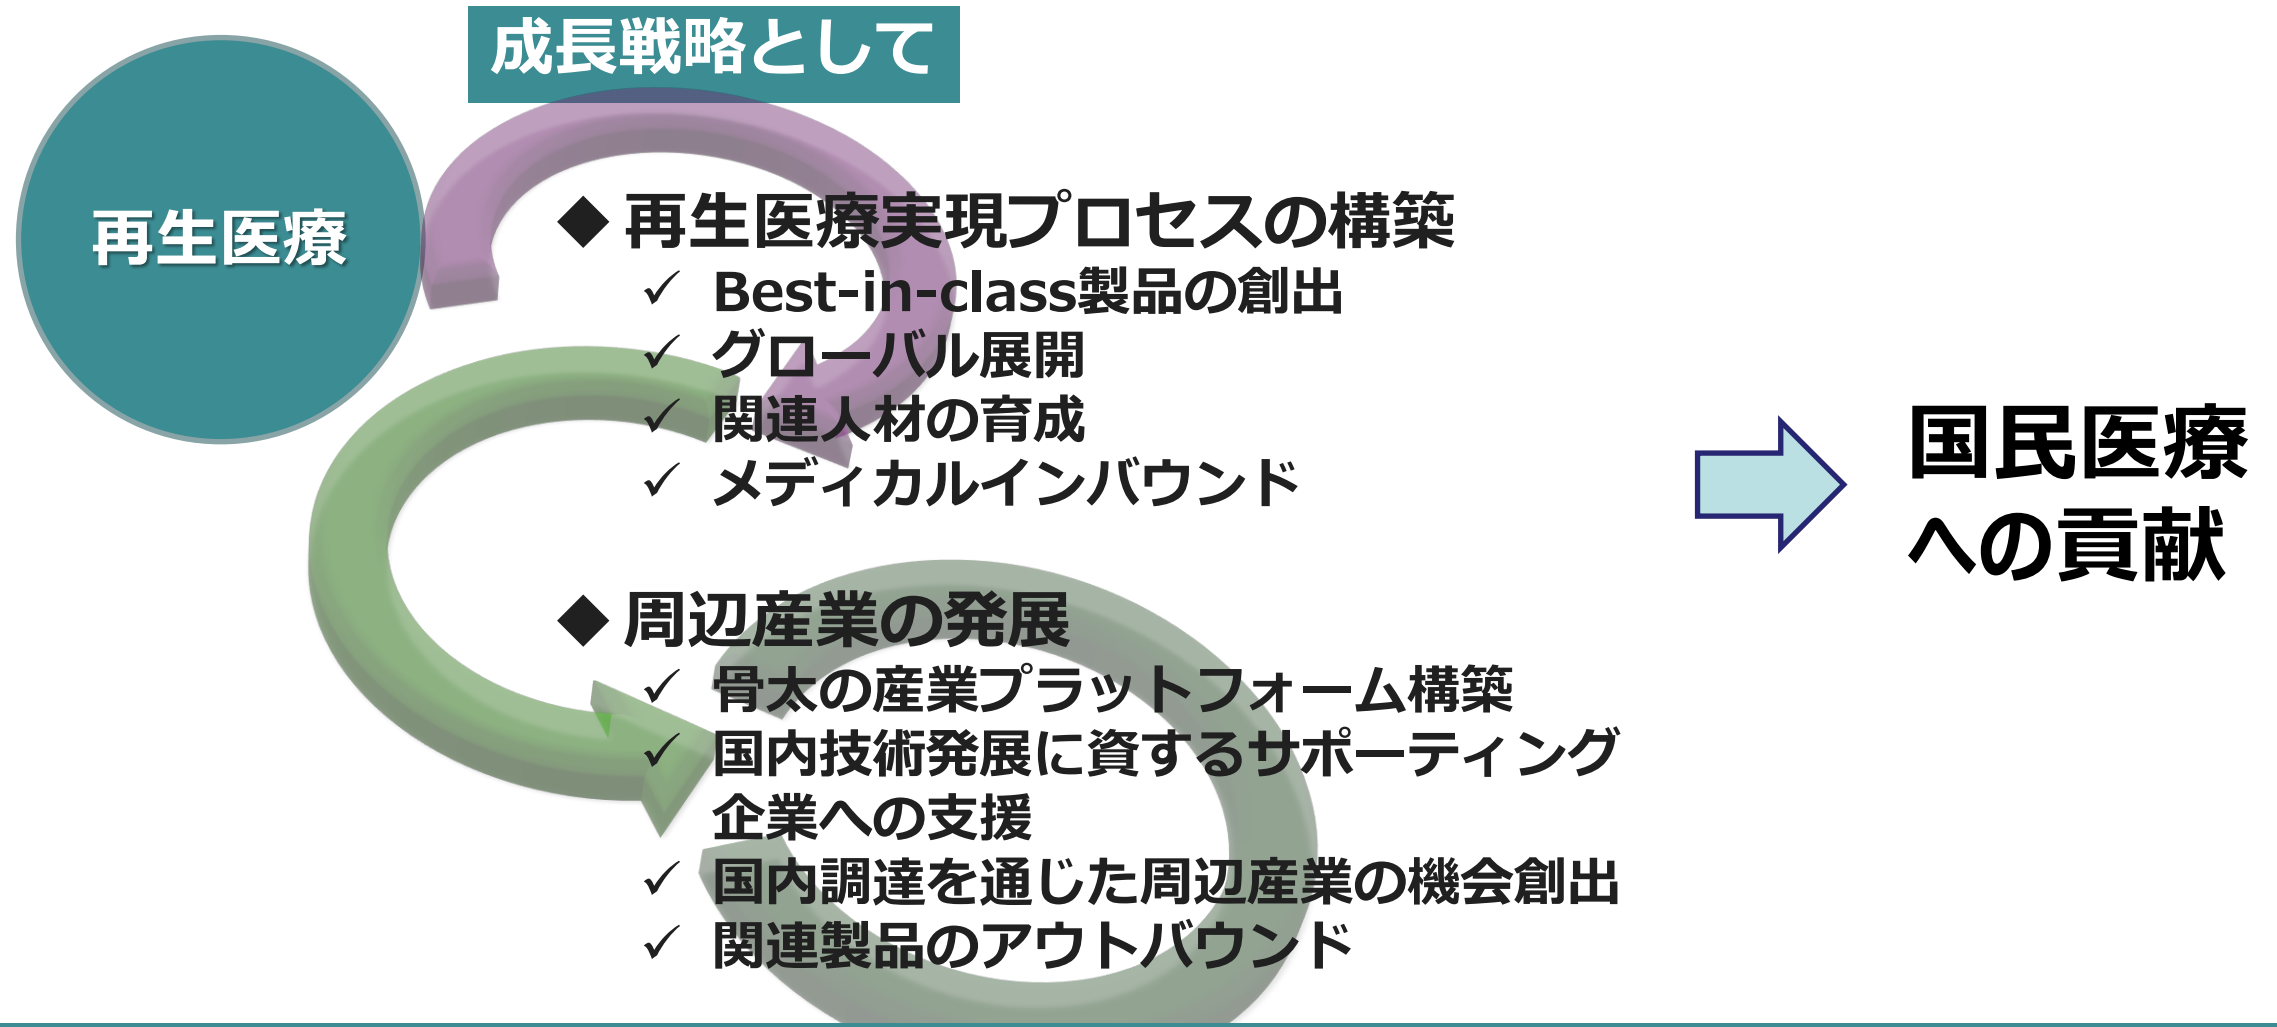 成長戦略として
再生医療
◆ 再生医療実現プロセスの構築
✓ Best-in-class製品の創出
✓ グローバル展開
✓ 関連人材の育成
✓ メディカルインバウンド
◆ 周辺産業の発展
✓ 骨太の産業プラットフォーム構築
✓ 国内技術発展に資するサポーティング
企業への支援
✓ 国内調達を通じた周辺産業の機会創出
✓ 関連製品のアウトバウンド
国民医療
への貢献